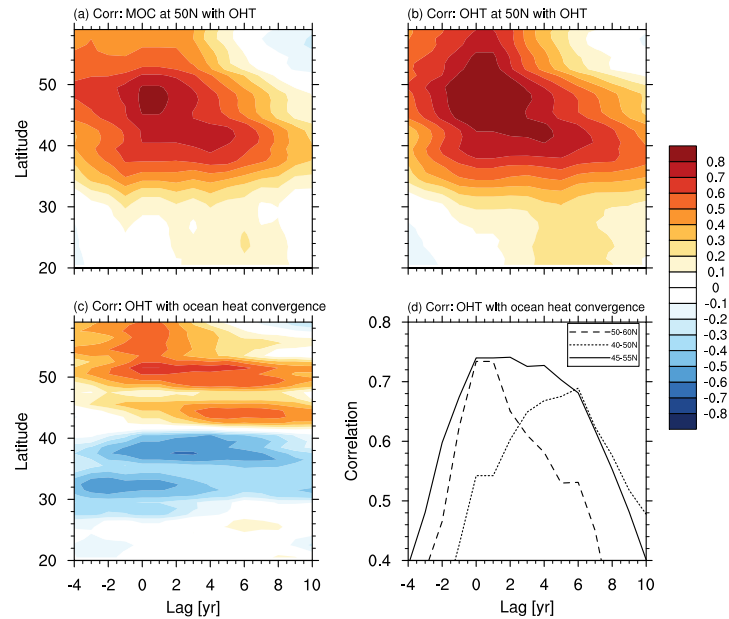 (a) Corr: MOC at 50N with OHT
(b) Corr: OHT at 50N with OHT
Latitude
50
40
30
20
50
40
30
20
0.8
0.7
0.6
0.5
0.4
0.3
0.2
0.1
0
-0.1
-0.2
-0.3
-0.4
-0.5
-0.6
-0.7
-0.8
(c) Corr: OHT with ocean heat convergence
(d) Corr: OHT with ocean heat convergence
Latitude
50
40
30
20
-4 -2 0 2 4 6 8 10
Lag [yr]
Correlation
0.8
0.7
0.6
0.5
0.4
50-60N
40-50N
45-55N
-4 -2 0 2 4 6 8 10
Lag [yr]